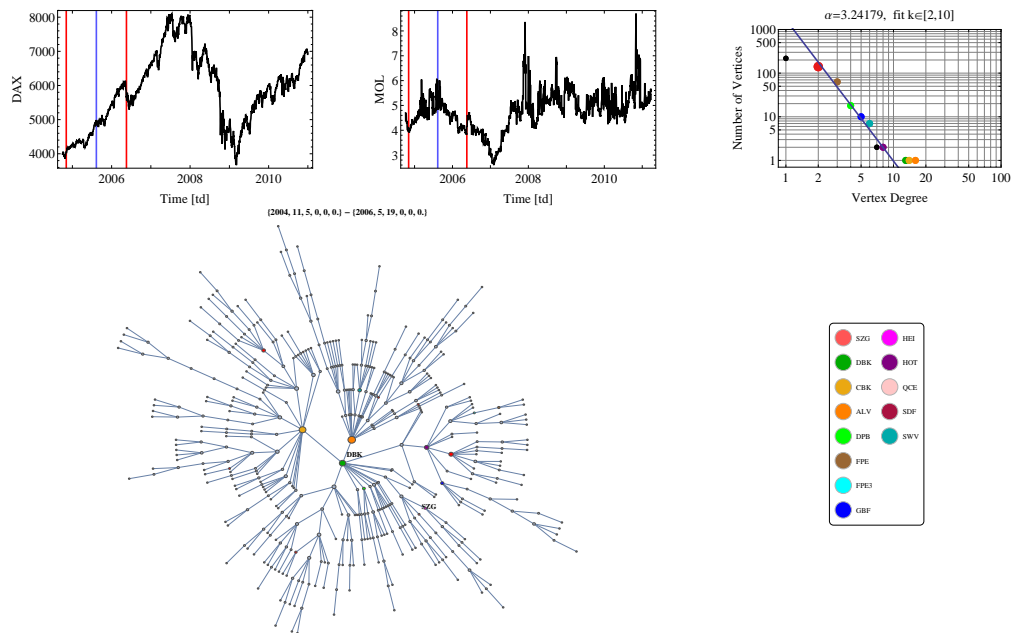 8000
7000
6000
5000
4000
DAX
2006
2008
2010
Time [td]
8
7
6
5
4
3
MOL
2006
2008
2010
Time [td]
α=3.24179, fit k∈[2,10]
1000
500
100
50
10
5
1
Number of Vertices
1
2
5
10
20
50
100
Vertex Degree
{2004, 11, 5, 0, 0, 0.} – {2006, 5, 19, 0, 0, 0.}
DBK
SZG
SZG
HEI
DBK
HOT
CBK
QCE
ALV
SDF
DPB
SWV
FPE
FPE3
GBF